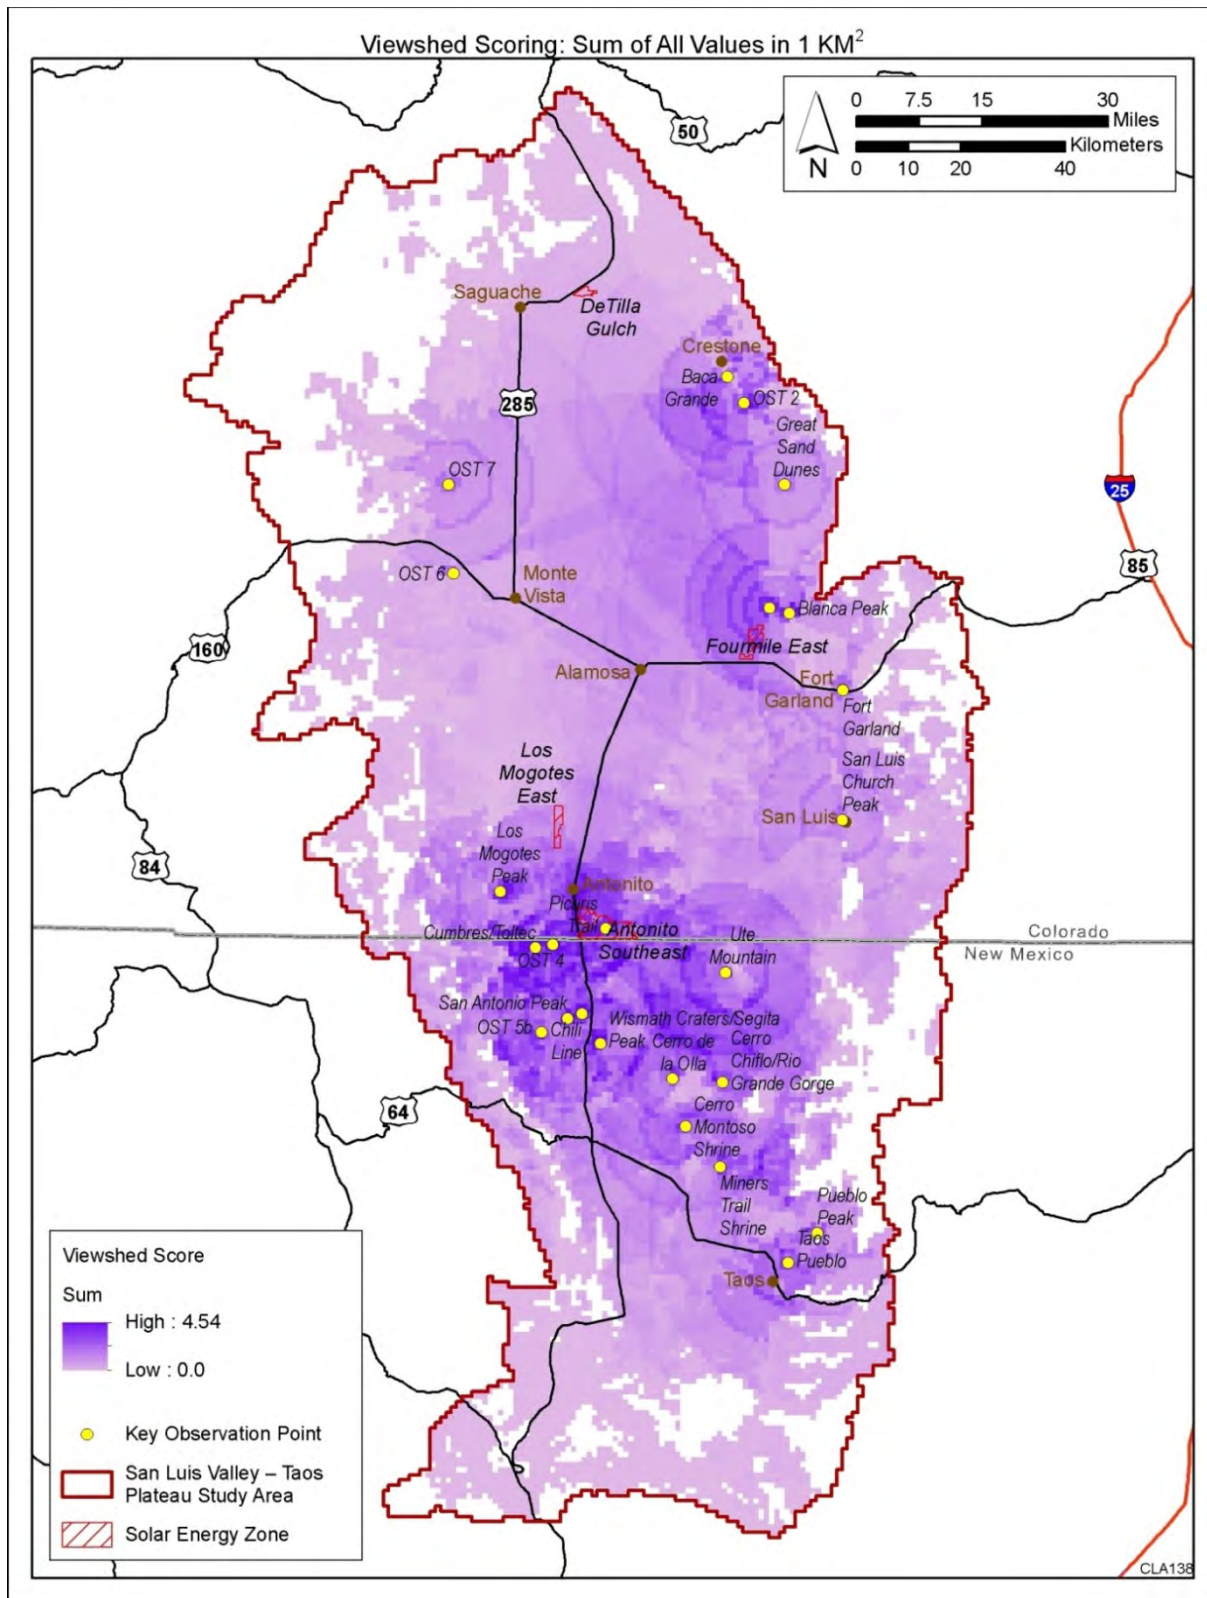 Viewshed Scoring: Sum of All Values in 1 KM²
0 7.5 15 30
Miles
Kilometers
0 10 20 40
N
50
Saguache
DeTilla
Gulch
Crestone
Baca
Grande
OST 2
285
Great
Sand
Dunes
OST 7
25
OST 6
Monte
Vista
85
Blanca Peak
160
Fourmile East
Alamosa
Fort
Garland
Fort
Garland
Los
Mogotes
East
San Luis
Church
Peak
San Luis
Los
Mogotes
Peak
84
Antonito
Picuris
Trail
Antonito
Southeast
Cumbres/Toltec
OST 4
Ute
Mountain
Colorado
New Mexico
San Antonio Peak
OST 5b
Chili
Line
Wismath Craters/Segita
Peak
Cerro de
la Olla
Cerro
Chiflo/Rio
Grande Gorge
64
Cerro
Montoso
Shrine
Miners
Trail
Shrine
Pueblo
Peak
Taos
Pueblo
Taos
Viewshed Score
Sum
High : 4.54
Low : 0.0
Key Observation Point
San Luis Valley – Taos
Plateau Study Area
Solar Energy Zone
CLA138